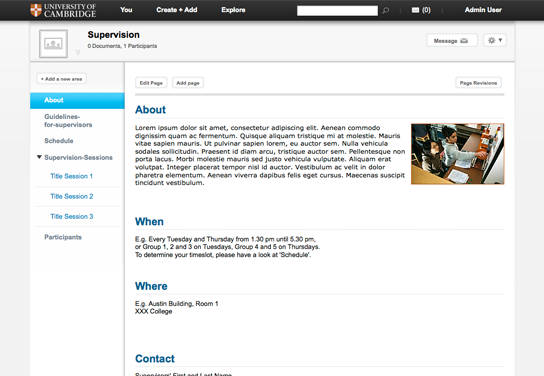 UNIVERSITY OF
CAMBRIDGE
You
Create + Add
Explore
(0)
Admin User
Supervision
0 Documents, 1 Participants
Message
+ Add a new area
Edit Page
Add page
Page Revisions
About
Guidelines-
for-supervisors
Schedule
Supervision-Sessions
Title Session 1
Title Session 2
Title Session 3
Participants
About
Lorem ipsum dolor sit amet, consectetur adipiscing elit. Aenean commodo
dignissim quam ac fermentum. Quisque aliquam tristique mi at molestie. Mauris
vitae sapien mauris. Ut pulvinar sapien lorem, eu auctor sem. Nulla vehicula
sodales sollicitudin. Praesent id diam arcu, tristique auctor sem. Pellentesque non
porta lacus. Morbi molestie mauris sed justo vehicula vulputate. Aliquam erat
volutpat. Integer placerat tempor nisl id auctor. Vestibulum ac velit in dolor
pharetra elementum. Aenean viverra dapibus felis eget cursus. Maecenas suscipit
tincidunt vestibulum.
When
E.g. Every Tuesday and Thursday from 1.30 pm until 5.30 pm,
or Group 1, 2 and 3 on Tuesdays, Group 4 and 5 on Thursdays.
To determine your timeslot, please have a look at 'Schedule'.
Where
E.g. Austin Building, Room 1
XXX College
Contact
Supervisors' First and Last Name